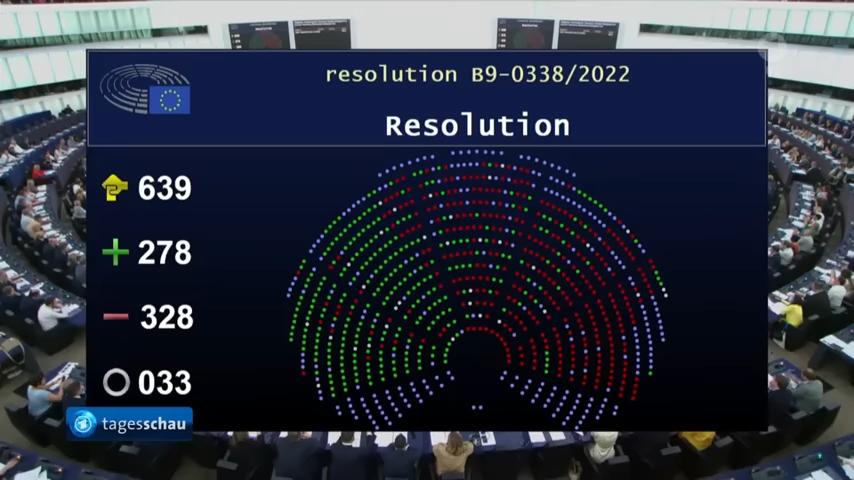 resolution B9-0338/2022
Resolution
639
278
328
033
tagesschau